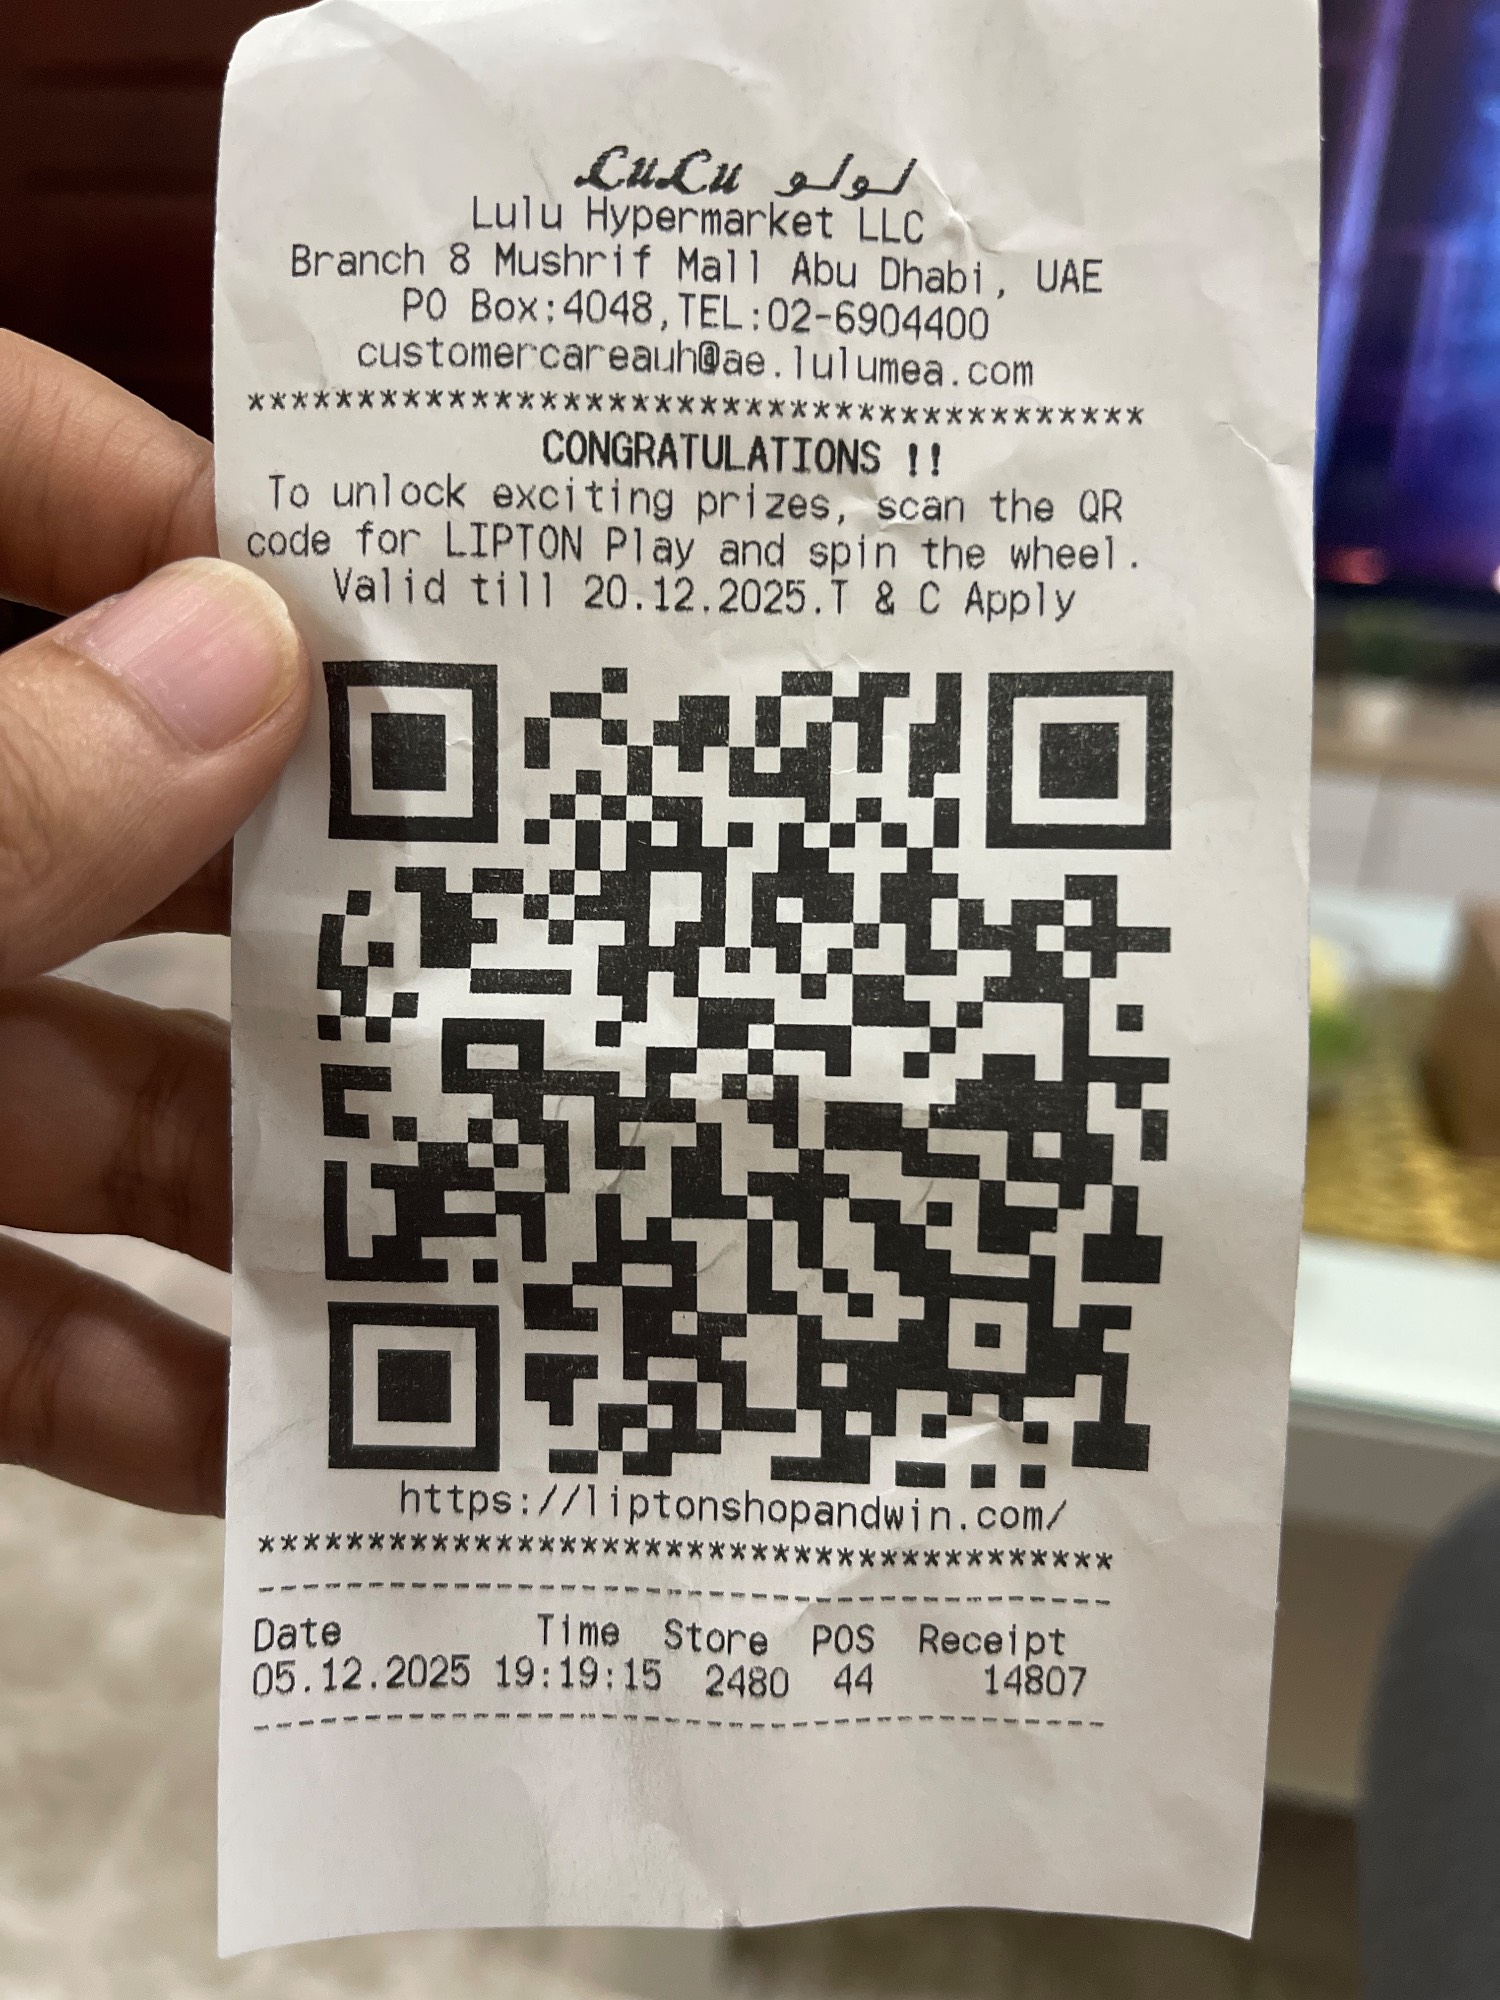 LuLu لولو
Lulu Hypermarket LLC
Branch 8 Mushrif Mall Abu Dhabi, UAE
PO Box:4048,TEL:02-6904400
customercareauh@ae.lulumea.com
*****************************************
CONGRATULATIONS !!
To unlock exciting prizes, scan the QR
code for LIPTON Play and spin the wheel.
Valid till 20.12.2025.T & C Apply
https://liptonshopandwin.com/
*****************************************
-----------------------------------------
Date Time Store POS Receipt
05.12.2025 19:19:15 2480 44 14807
-----------------------------------------